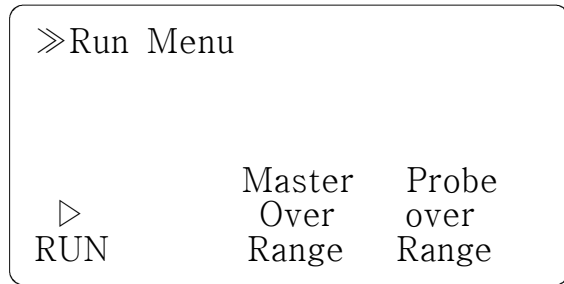 ≫Run Menu
Master Probe
▷ Over over
RUN Range Range